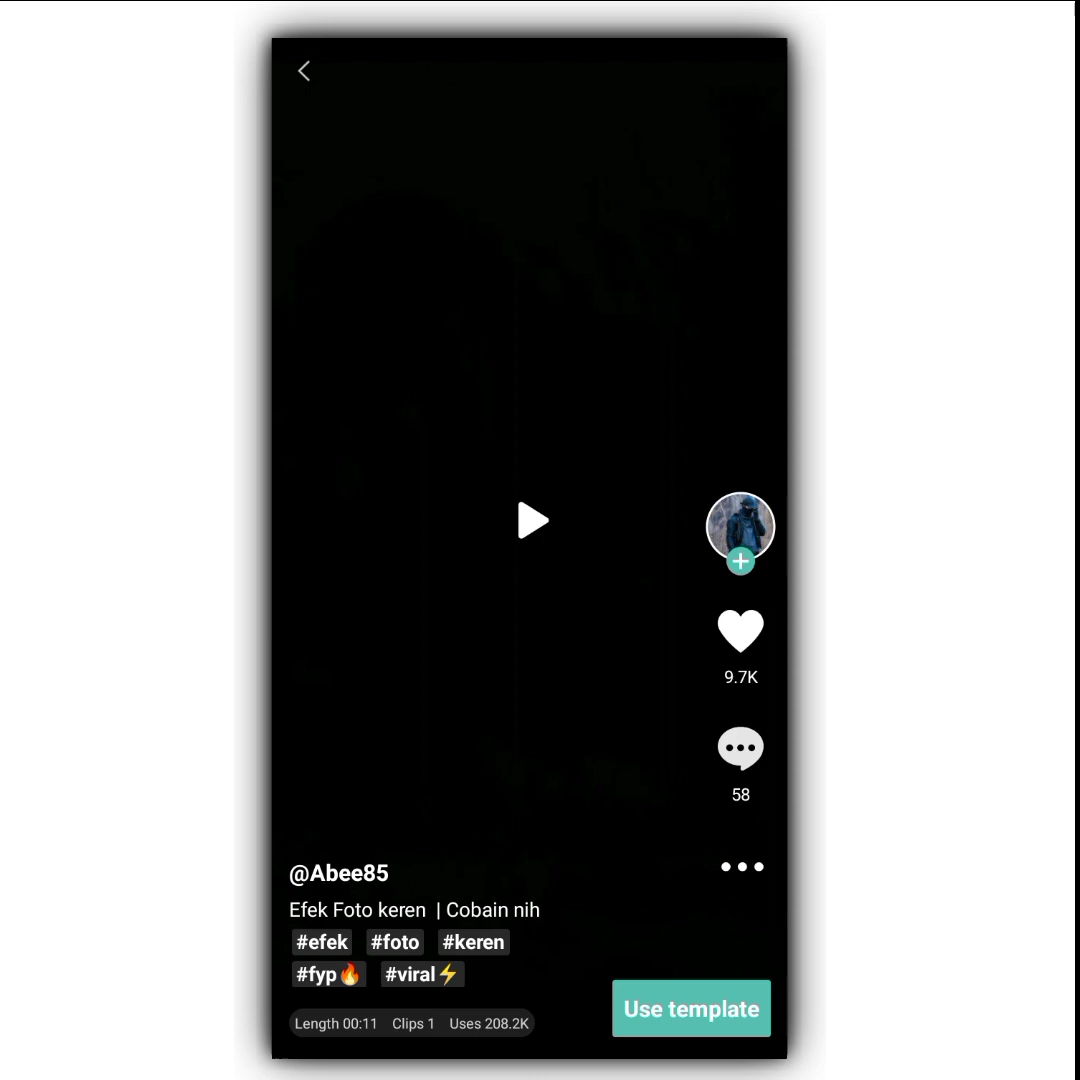 9.7K
58
@Abee85
Efek Foto keren | Cobain nih
#efek #foto #keren
#fyp🔥 #viral⚡
Length 00:11 Clips 1 Uses 208.2K
Use template